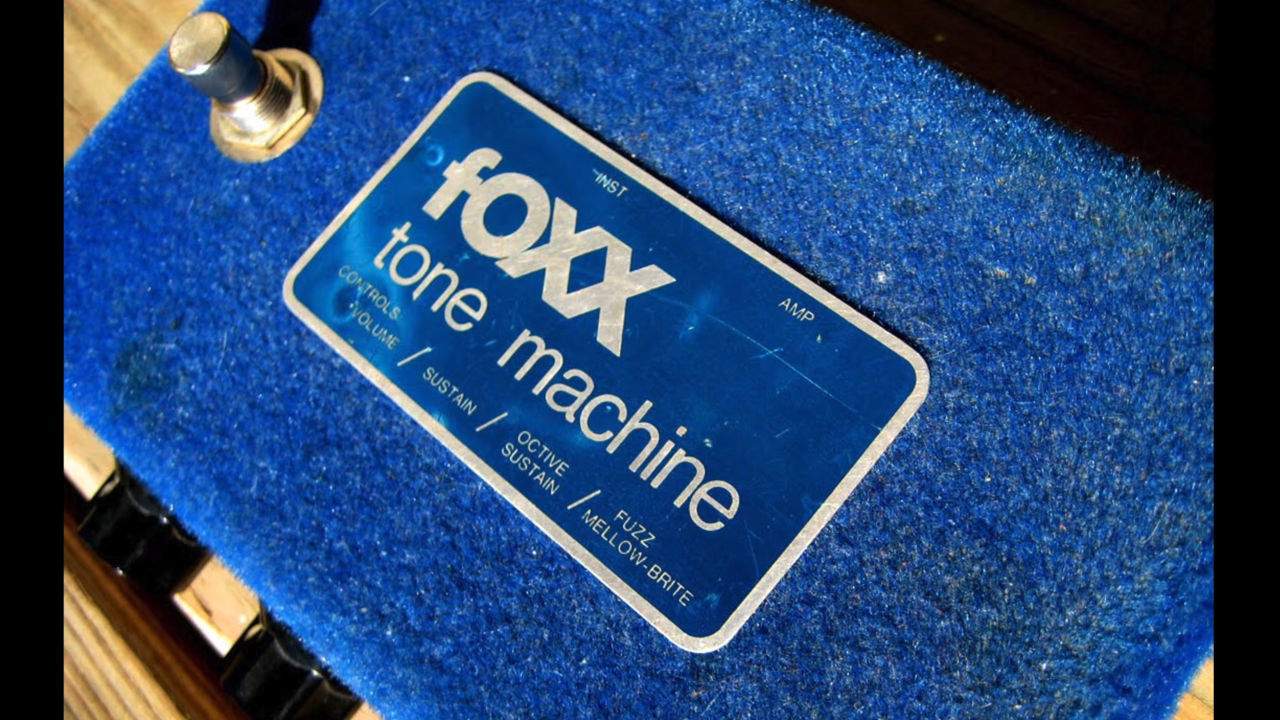 INST
AMP
foxx
tone machine
CONTROLS
VOLUME / SUSTAIN / OCTIVE SUSTAIN / FUZZ MELLOW-BRITE